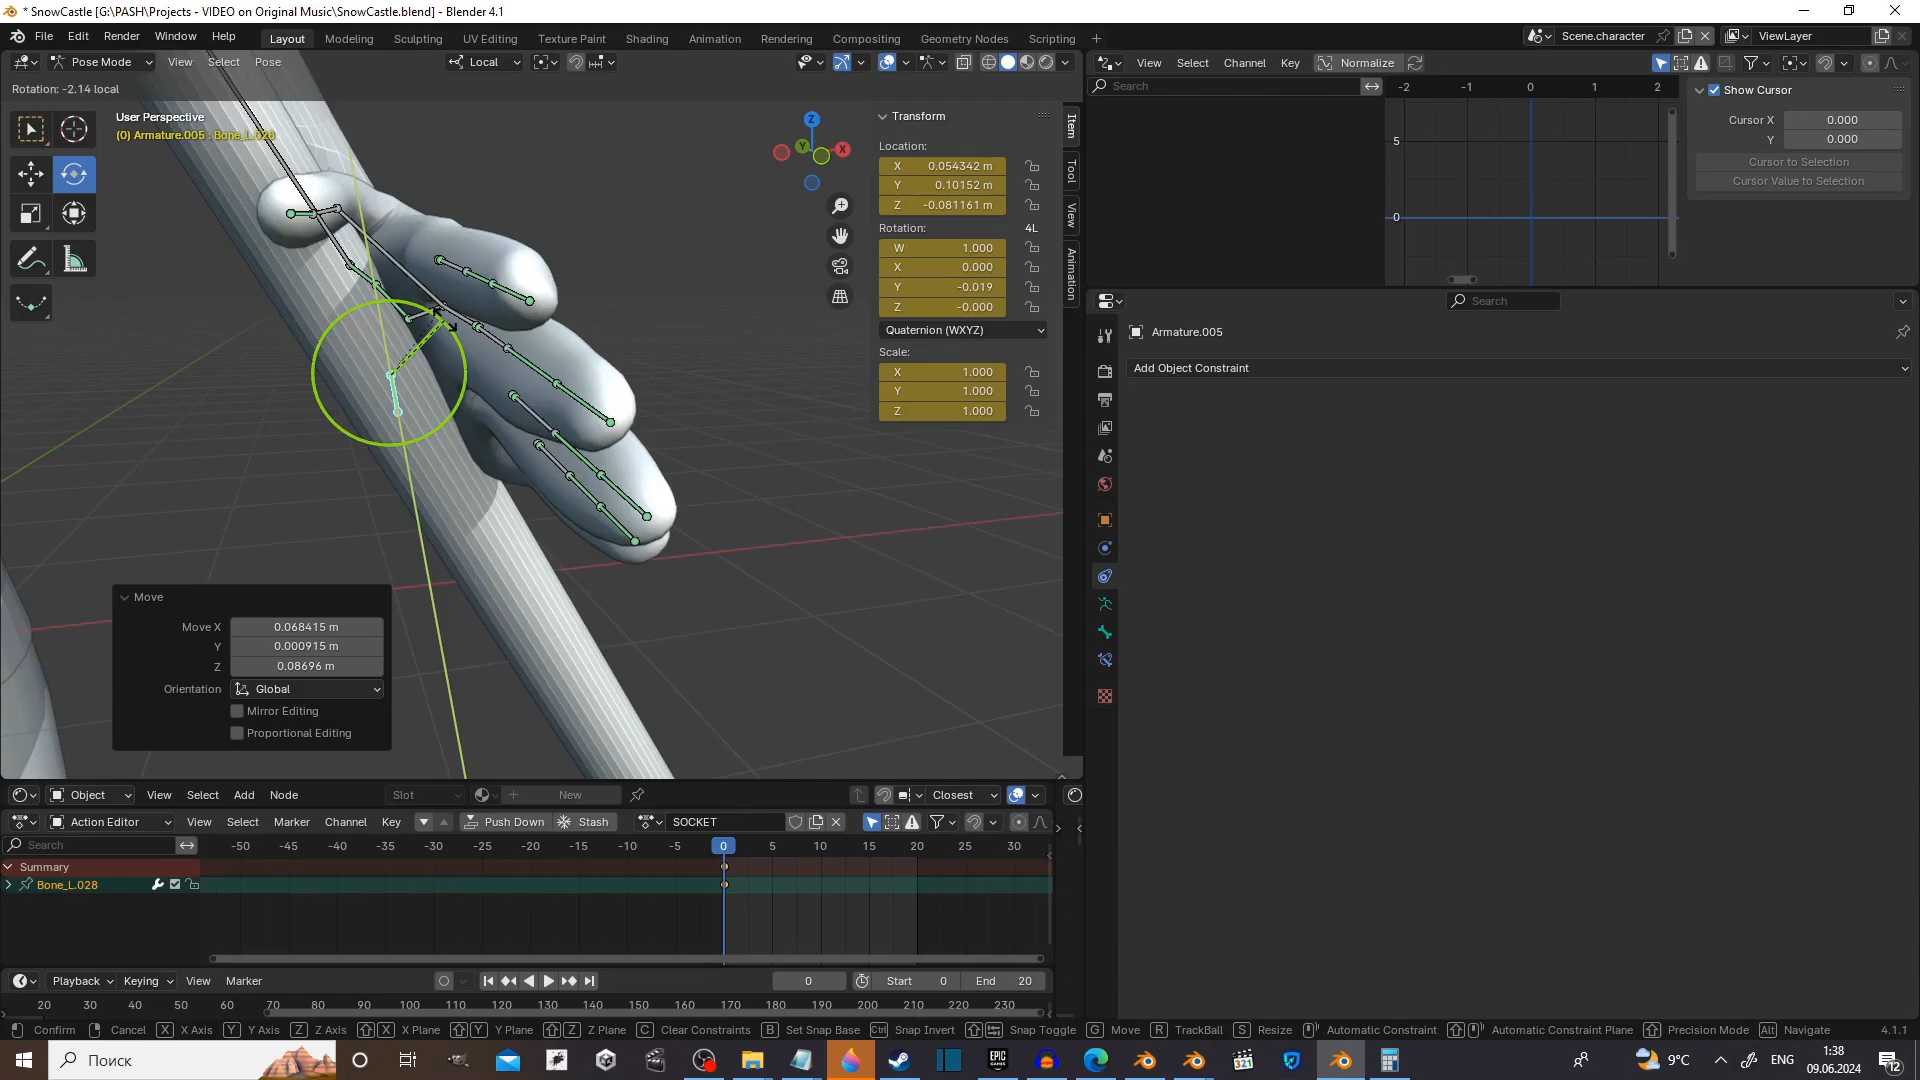 * SnowCastle [G:\PASH\Projects - VIDEO on Original Music\SnowCastle.blend] - Blender 4.1
File Edit Render Window Help Layout Modeling Sculpting UV Editing Texture Paint Shading Animation Rendering Compositing Geometry Nodes Scripting + Scene.character ViewLayer
Pose Mode View Select Pose Local View Select Channel Key Normalize
Rotation: -2.14 local
User Perspective
(0) Armature.005 : Bone_L.028
Z
Y
X
Item
Tool
View
Animation
Transform
Location:
X 0.054342 m
Y 0.10152 m
Z -0.081161 m
Rotation: 4L
W 1.000
X 0.000
Y -0.019
Z -0.000
Quaternion (WXYZ)
Scale:
X 1.000
Y 1.000
Z 1.000
Move
Move X 0.068415 m
Y 0.000915 m
Z 0.08696 m
Orientation Global
Mirror Editing
Proportional Editing
Search
-2 -1 0 1 2
5
0
Show Cursor
Cursor X 0.000
Y 0.000
Cursor to Selection
Cursor Value to Selection
Search
Armature.005
Add Object Constraint
Object View Select Add Node Slot New Closest
Action Editor View Select Marker Channel Key Push Down Stash SOCKET
Search -50 -45 -40 -35 -30 -25 -20 -15 -10 -5 0 5 10 15 20 25 30
Summary
Bone_L.028
Playback Keying View Marker 0 Start 0 End 20
20 30 40 50 60 70 80 90 100 110 120 130 140 150 160 170 180 190 200 210 220 230
Confirm Cancel X X Axis Y Y Axis Z Z Axis X X Plane Y Y Plane Z Z Plane C Clear Constraints B Set Snap Base Ctrl Snap Invert Snap Toggle G Move R TrackBall S Resize Automatic Constraint Automatic Constraint Plane Precision Mode Alt Navigate 4.1.1
Поиск EPIC GAMES 321 9°C ENG 1:38
09.06.2024 12